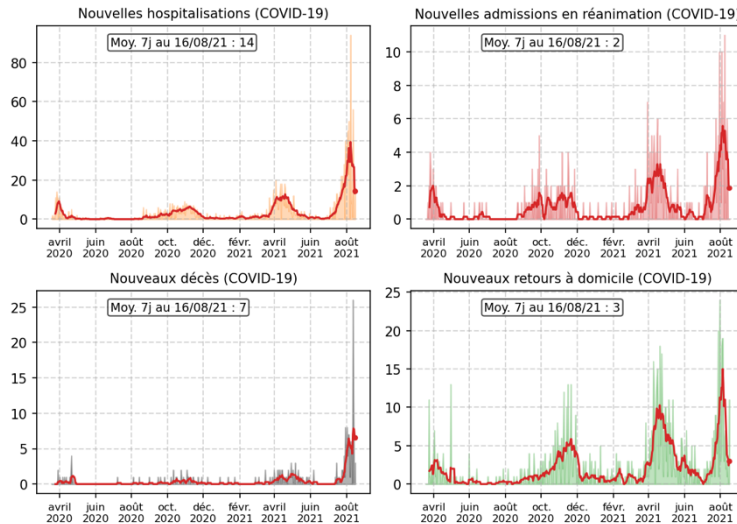 Nouvelles hospitalisations (COVID-19)
Moy. 7j au 16/08/21 : 14
80
60
40
20
0
avril juin août oct. déc. févr. avril juin août
2020 2020 2020 2020 2020 2021 2021 2021 2021
Nouvelles admissions en réanimation (COVID-19)
Moy. 7j au 16/08/21 : 2
10
8
6
4
2
0
avril juin août oct. déc. févr. avril juin août
2020 2020 2020 2020 2020 2021 2021 2021 2021
Nouveaux décès (COVID-19)
Moy. 7j au 16/08/21 : 7
25
20
15
10
5
0
avril juin août oct. déc. févr. avril juin août
2020 2020 2020 2020 2020 2021 2021 2021 2021
Nouveaux retours à domicile (COVID-19)
Moy. 7j au 16/08/21 : 3
25
20
15
10
5
0
avril juin août oct. déc. févr. avril juin août
2020 2020 2020 2020 2020 2021 2021 2021 2021